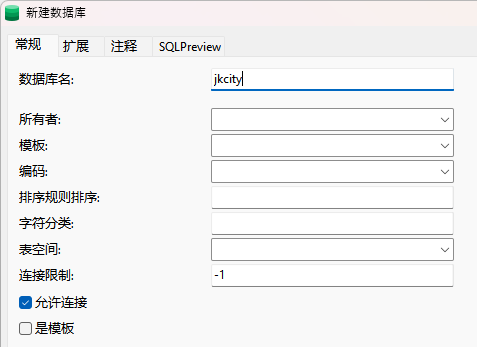 新建数据库
常规 扩展 注释 SQLPreview
数据库名: jkcity
所有者:
模板:
编码:
排序规则排序:
字符分类:
表空间:
连接限制: -1
允许连接
是模板